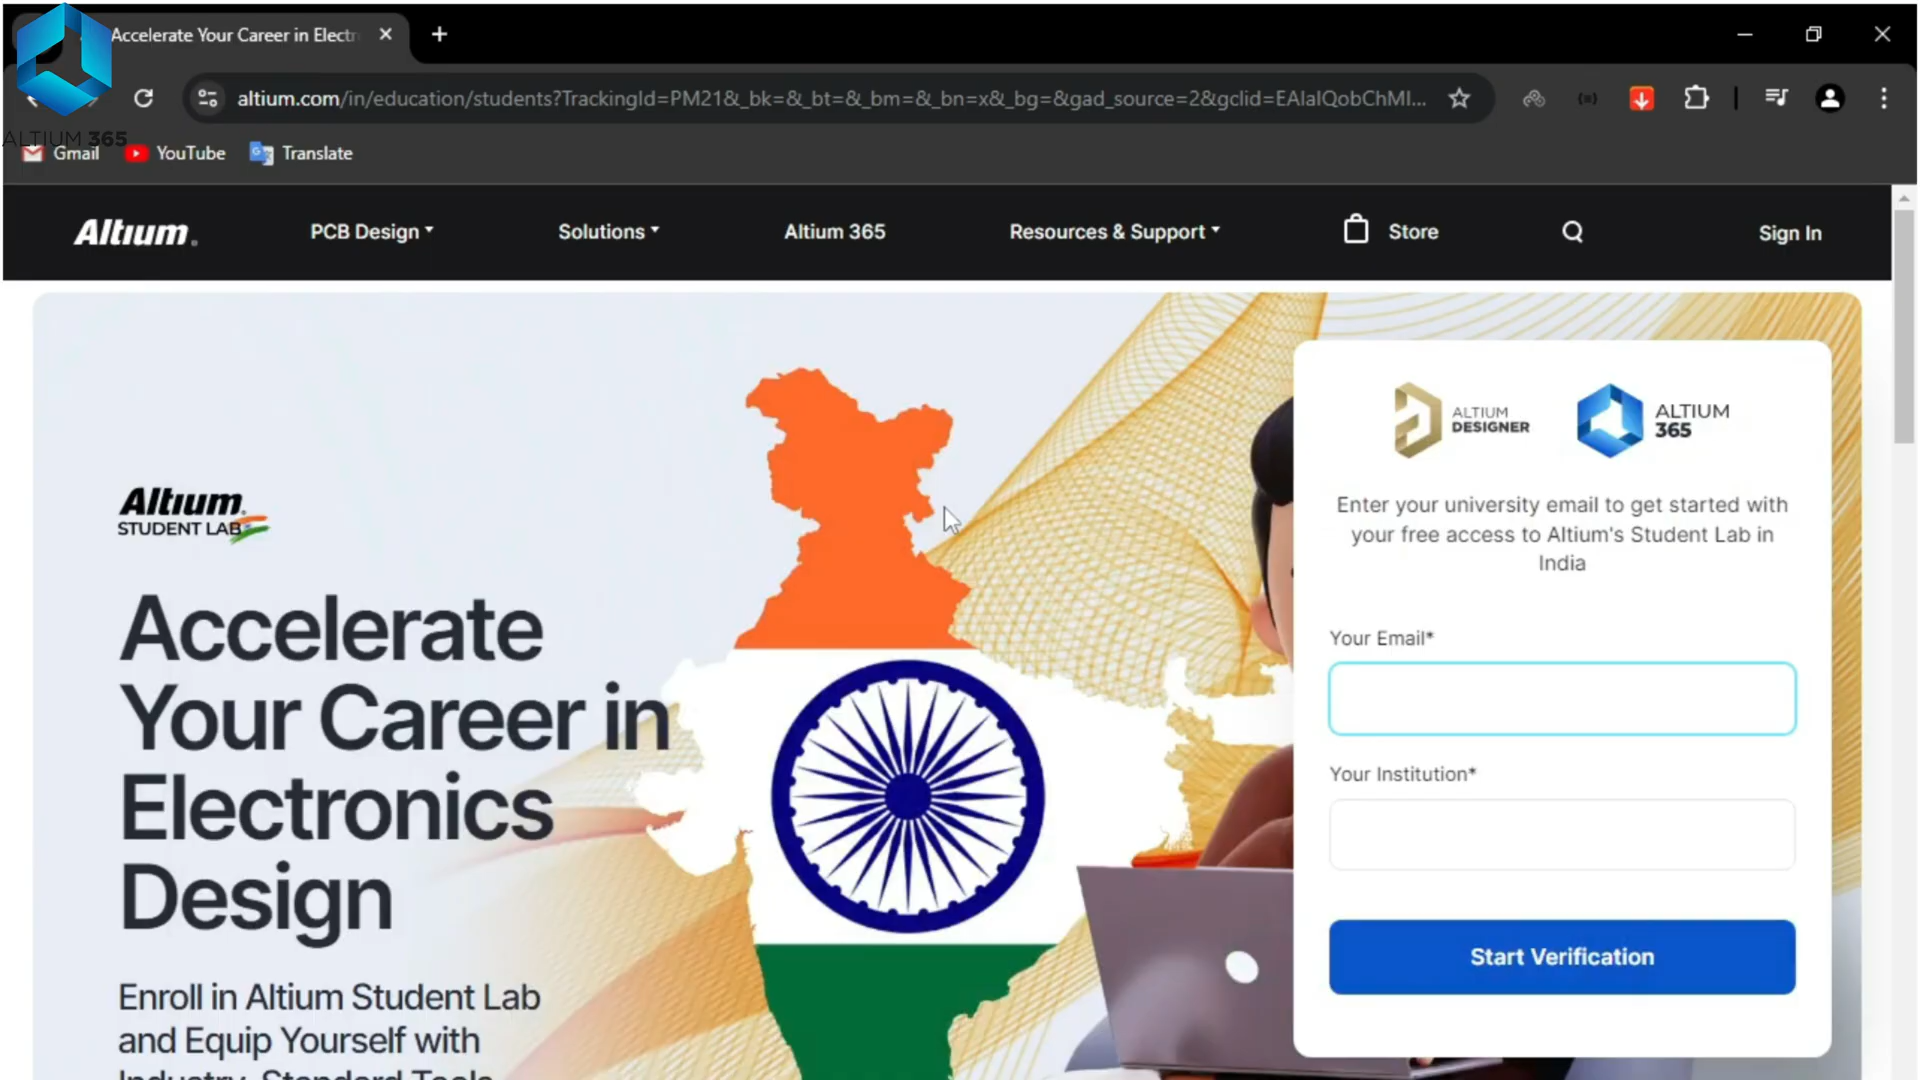 Accelerate Your Career in Electr
altium.com/in/education/students?TrackingId=PM21&_bk=&_bt=&_bm=&_bn=x&_bg=&gad_source=2&gclid=EAIaIQobChMI...
ALTIUM 365
Gmail
YouTube
Translate
Altium.
PCB Design
Solutions
Altium 365
Resources & Support
Store
Sign In
ALTIUM
DESIGNER
ALTIUM
365
Enter your university email to get started with
your free access to Altium's Student Lab in
India
Altium.
STUDENT LAB
Accelerate
Your Career in
Electronics
Design
Enroll in Altium Student Lab
and Equip Yourself with
Industry-Standard Tools
Your Email*
Your Institution*
Start Verification